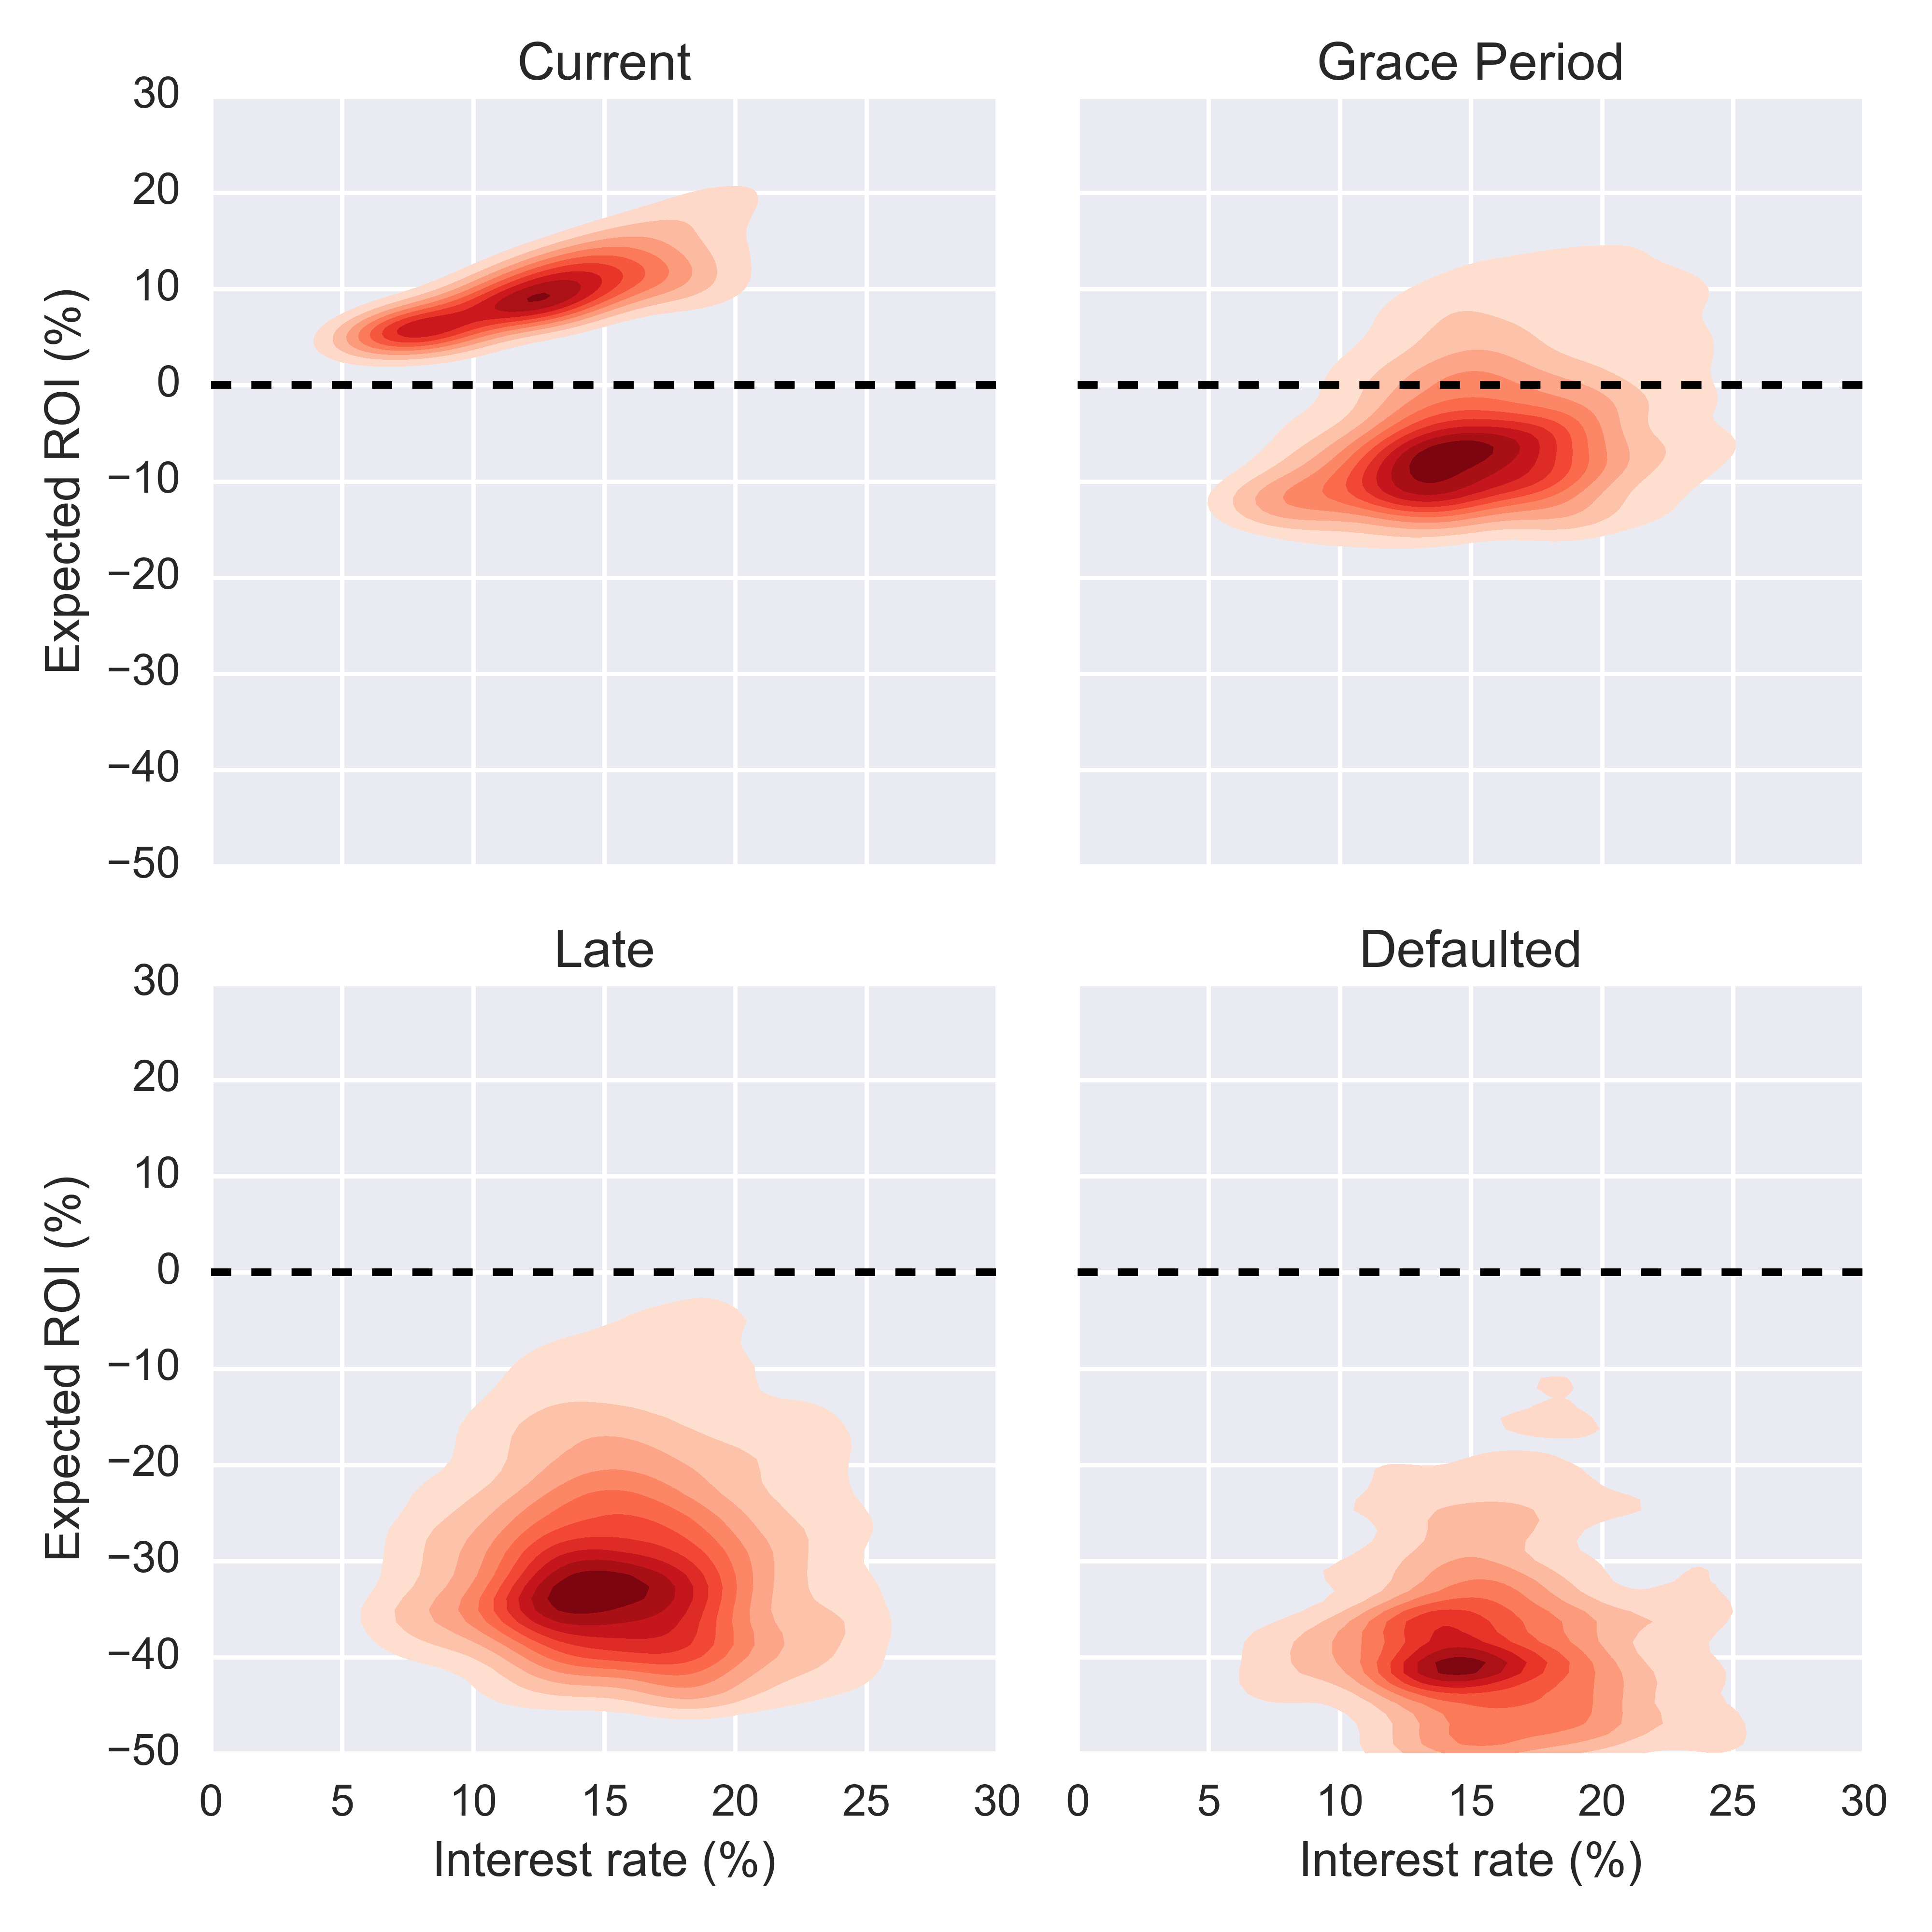 Current
Grace Period
30
20
10
0
−10
−20
−30
−40
−50
Expected ROI (%)
Late
Defaulted
30
20
10
0
−10
−20
−30
−40
−50
Expected ROI (%)
0 5 10 15 20 25 30
0 5 10 15 20 25 30
Interest rate (%)
Interest rate (%)